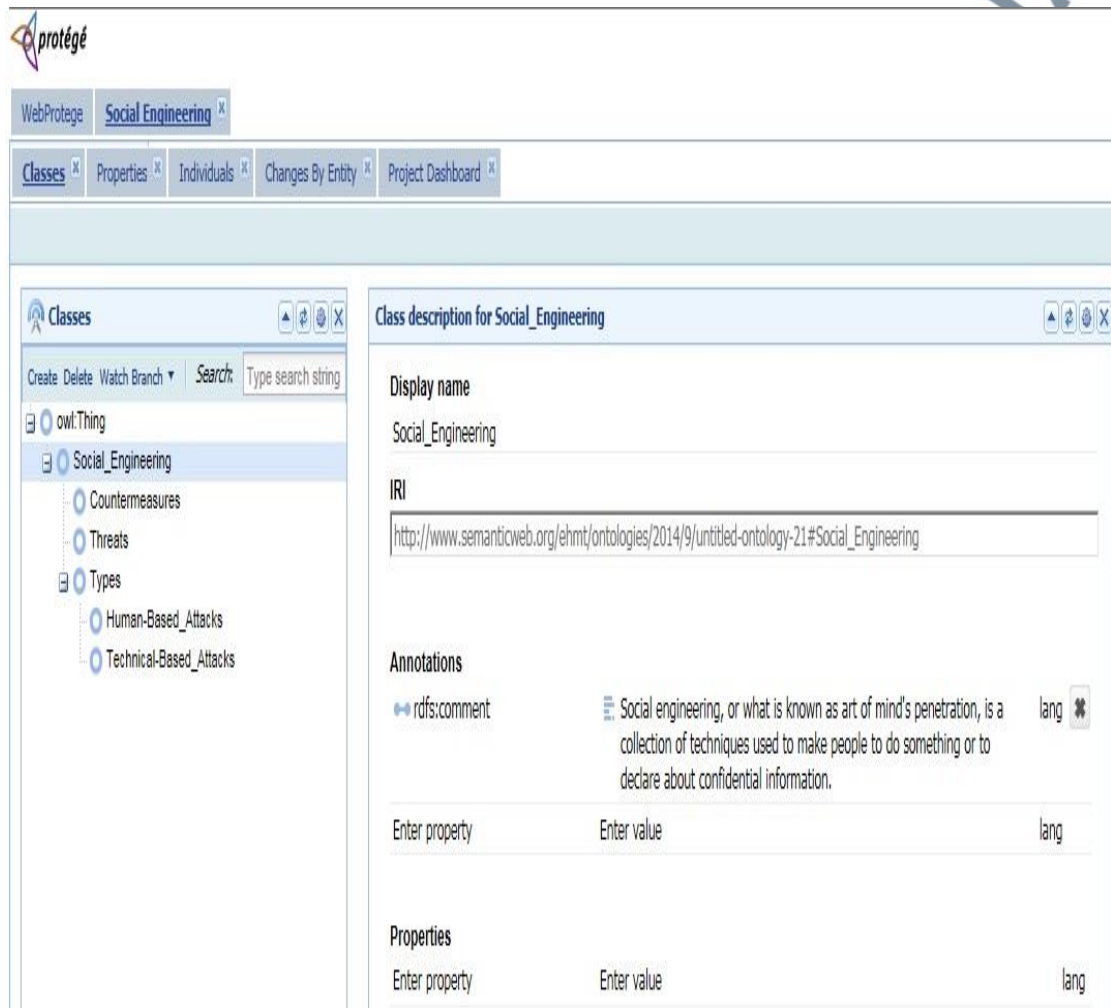 protégé
WebProtege Social Engineering
Classes Properties Individuals Changes By Entity Project Dashboard
Classes
Create Delete Watch Branch Search: Type search string
owl:Thing
Social_Engineering
Countermeasures
Threats
Types
Human-Based_Attacks
Technical-Based_Attacks
Class description for Social_Engineering
Display name
Social_Engineering
IRI
http://www.semanticweb.org/ehmt/ontologies/2014/9/untitled-ontology-21#Social_Engineering
Annotations
rdfs:comment Social engineering, or what is known as art of mind's penetration, is a lang
collection of techniques used to make people to do something or to
declare about confidential information.
Enter property Enter value lang
Properties
Enter property Enter value lang